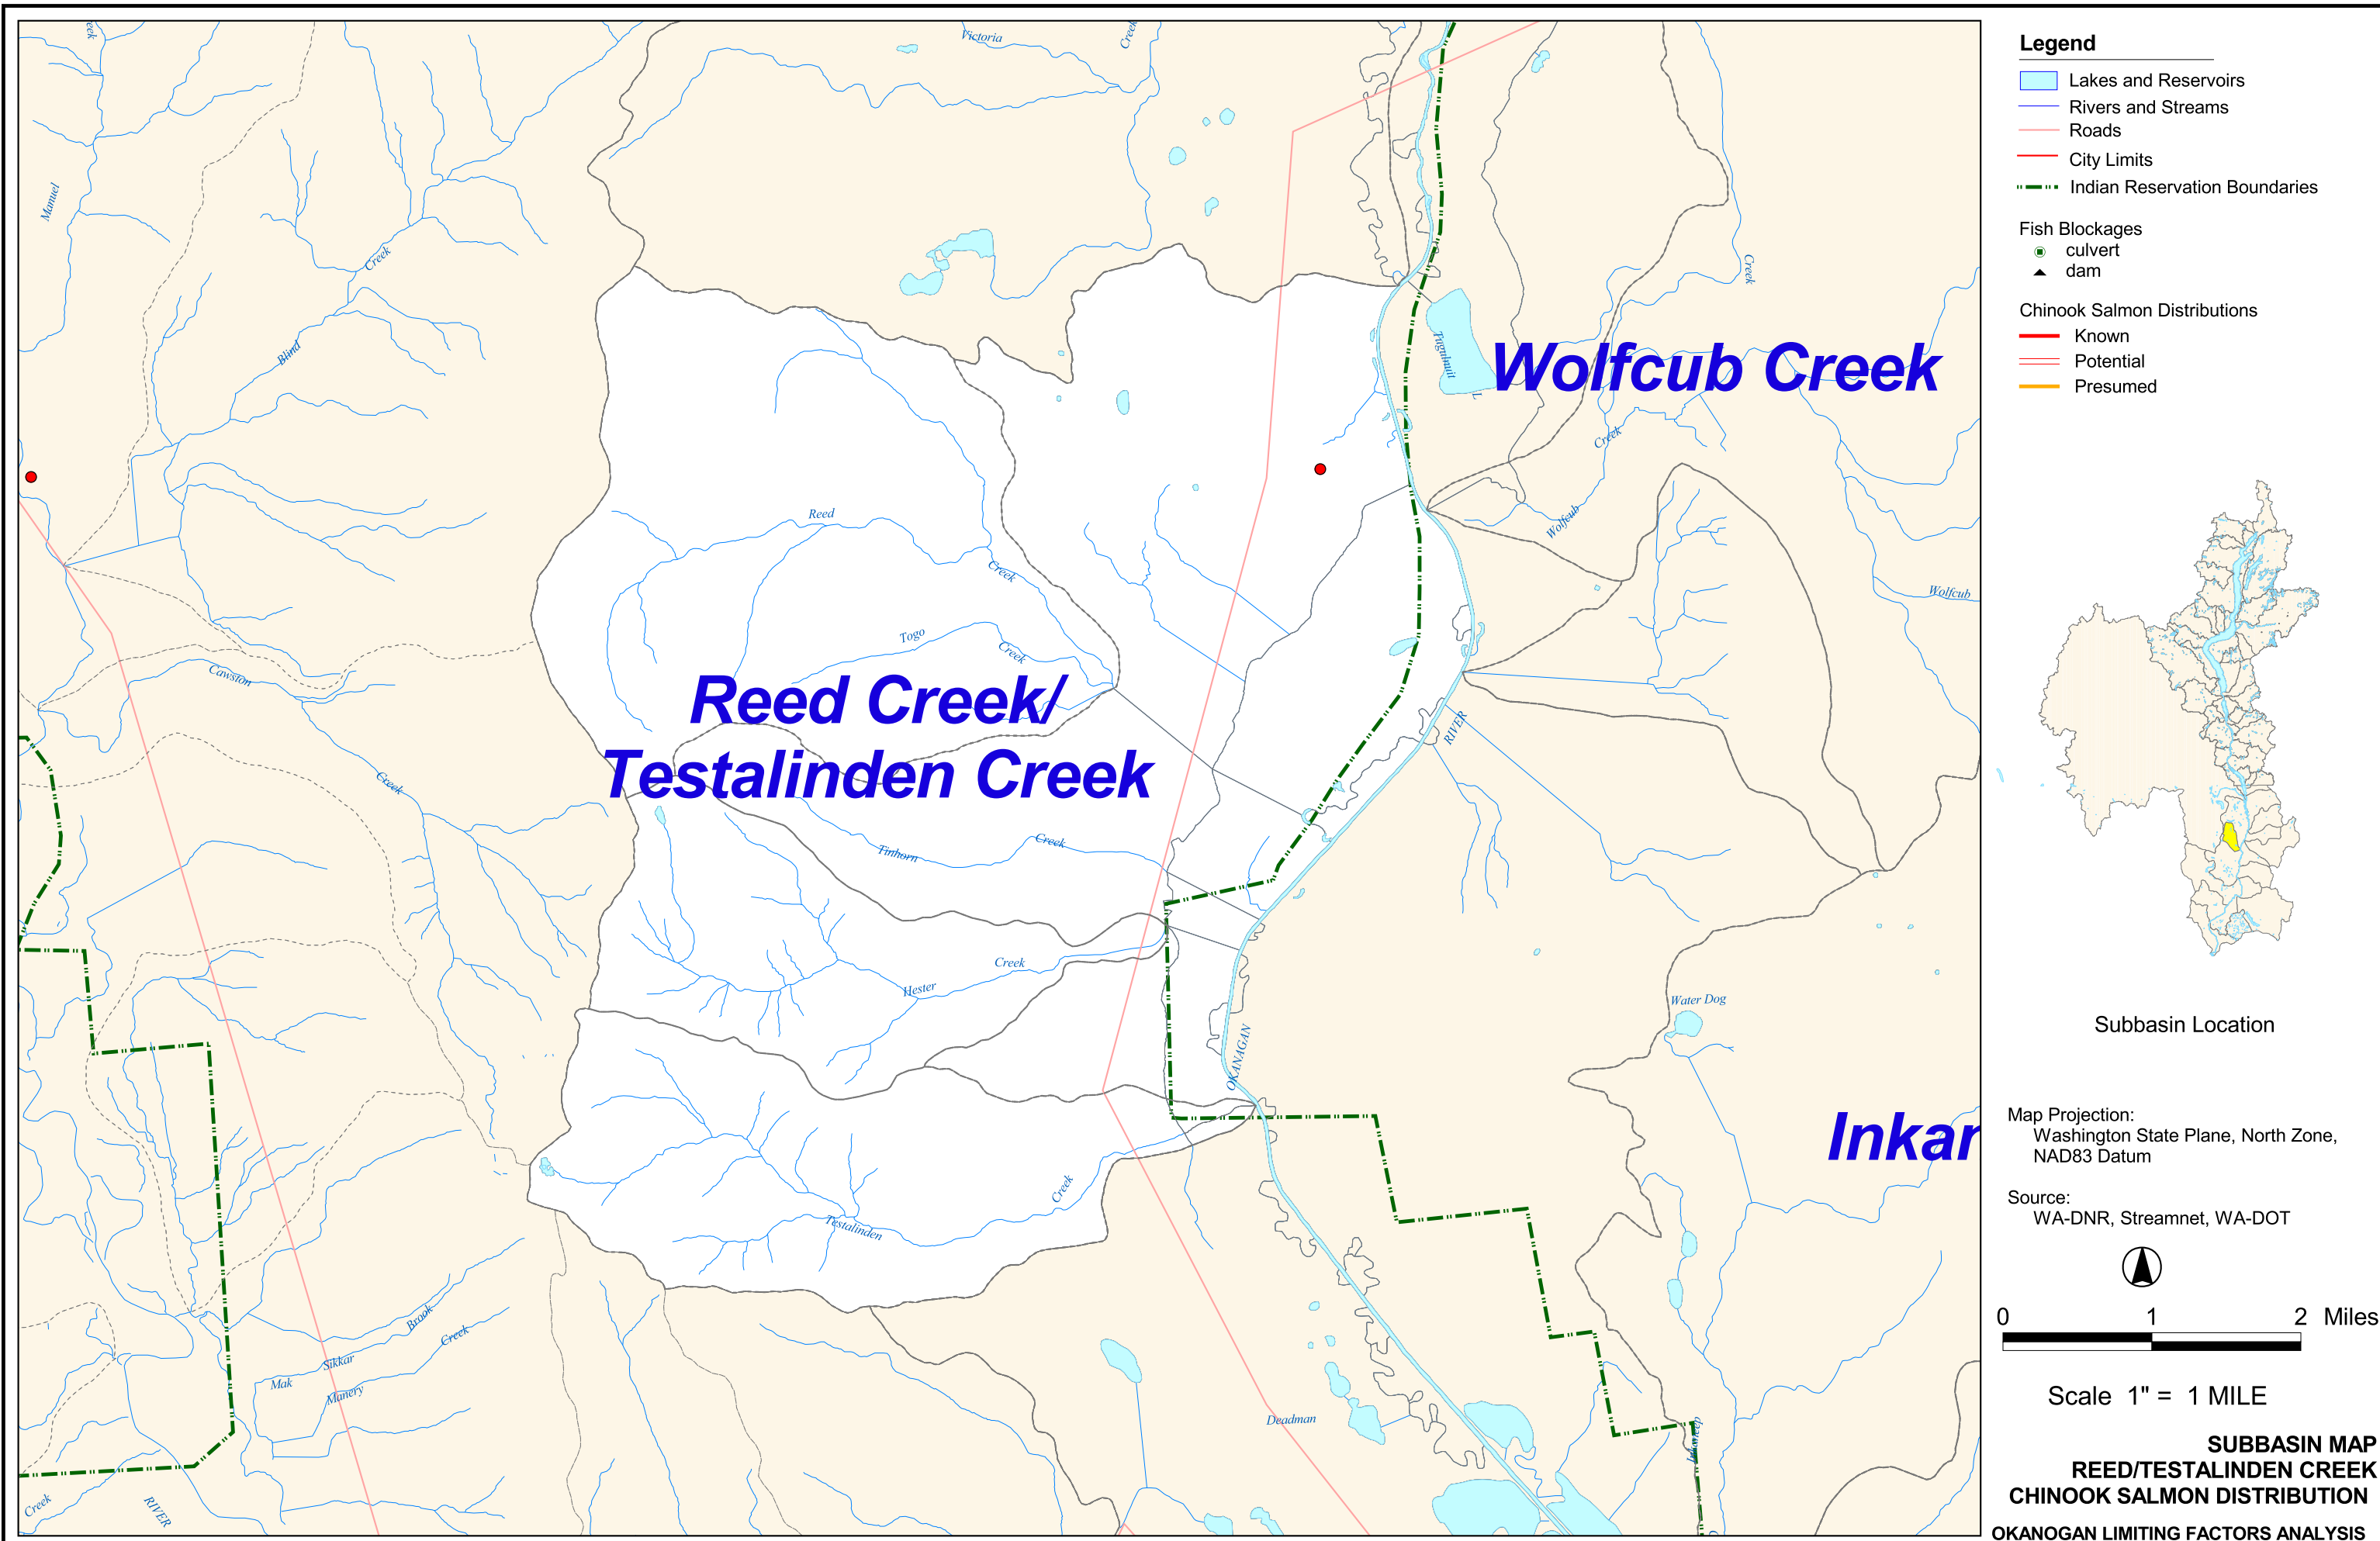 Creek
Victoria
Creek
Manuel
Creek
Blind
Creek
Tugulnuit
L
Wolfcub Creek
Creek
Wolfcub
Wolfcub
Reed
Creek
Togo
Creek
Cawston
Creek
Reed Creek/
Testalinden Creek
RIVER
Tinhorn
Creek
Hester
Creek
Water Dog
OKANAGAN
Inkar
Creek
Testalinden
Brook
Sikkar
Mak
Creek
Manery
Deadman
Inkaneep
Creek
RIVER
Legend
Lakes and Reservoirs
Rivers and Streams
Roads
City Limits
Indian Reservation Boundaries
Fish Blockages
culvert
dam
Chinook Salmon Distributions
Known
Potential
Presumed
Subbasin Location
Map Projection:
Washington State Plane, North Zone,
NAD83 Datum
Source:
WA-DNR, Streamnet, WA-DOT
0 1 2 Miles
Scale 1" = 1 MILE
SUBBASIN MAP
REED/TESTALINDEN CREEK
CHINOOK SALMON DISTRIBUTION
OKANOGAN LIMITING FACTORS ANALYSIS